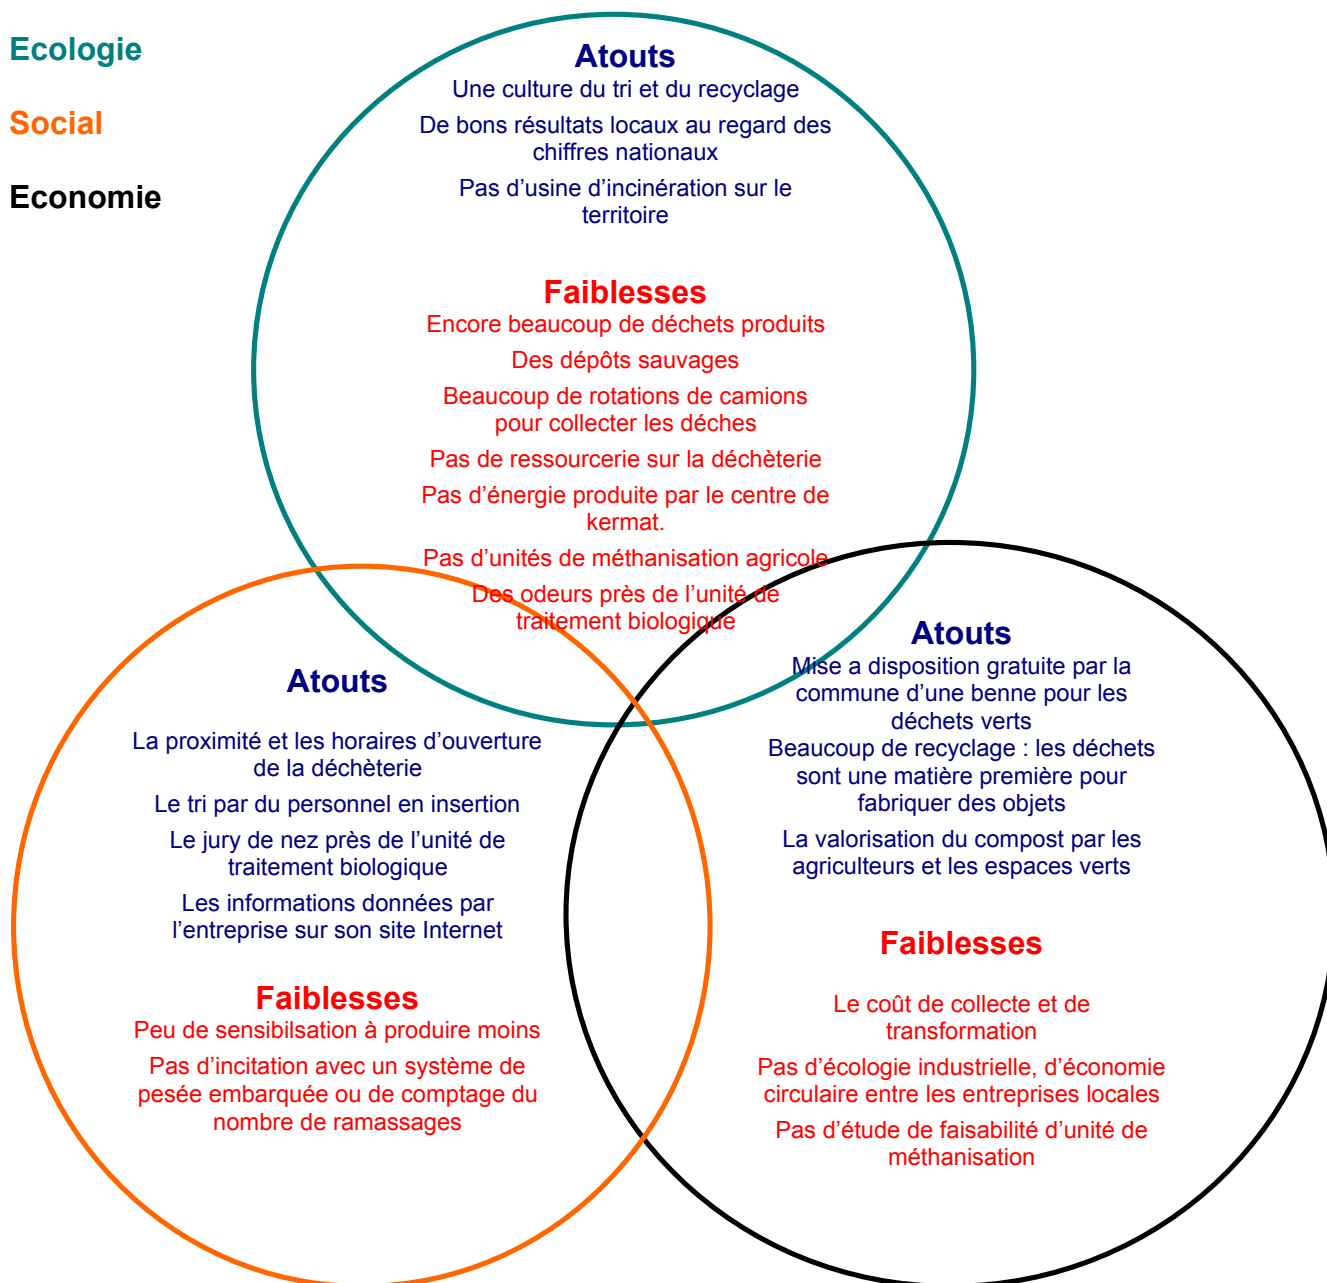 Ecologie
Social
Economie
Atouts
Une culture du tri et du recyclage
De bons résultats locaux au regard des
chiffres nationaux
Pas d’usine d’incinération sur le
territoire
Faiblesses
Encore beaucoup de déchets produits
Des dépôts sauvages
Beaucoup de rotations de camions
pour collecter les déches
Pas de ressourcerie sur la déchèterie
Pas d’énergie produite par le centre de
kermat.
Pas d’unités de méthanisation agricole
Des odeurs près de l’unité de
traitement biologique
Atouts
La proximité et les horaires d’ouverture
de la déchèterie
Le tri par du personnel en insertion
Le jury de nez près de l’unité de
traitement biologique
Les informations données par
l’entreprise sur son site Internet
Faiblesses
Peu de sensibilsation à produire moins
Pas d’incitation avec un système de
pesée embarquée ou de comptage du
nombre de ramassages
Atouts
Mise a disposition gratuite par la
commune d’une benne pour les
déchets verts
Beaucoup de recyclage : les déchets
sont une matière première pour
fabriquer des objets
La valorisation du compost par les
agriculteurs et les espaces verts
Faiblesses
Le coût de collecte et de
transformation
Pas d’écologie industrielle, d’économie
circulaire entre les entreprises locales
Pas d’étude de faisabilité d’unité de
méthanisation